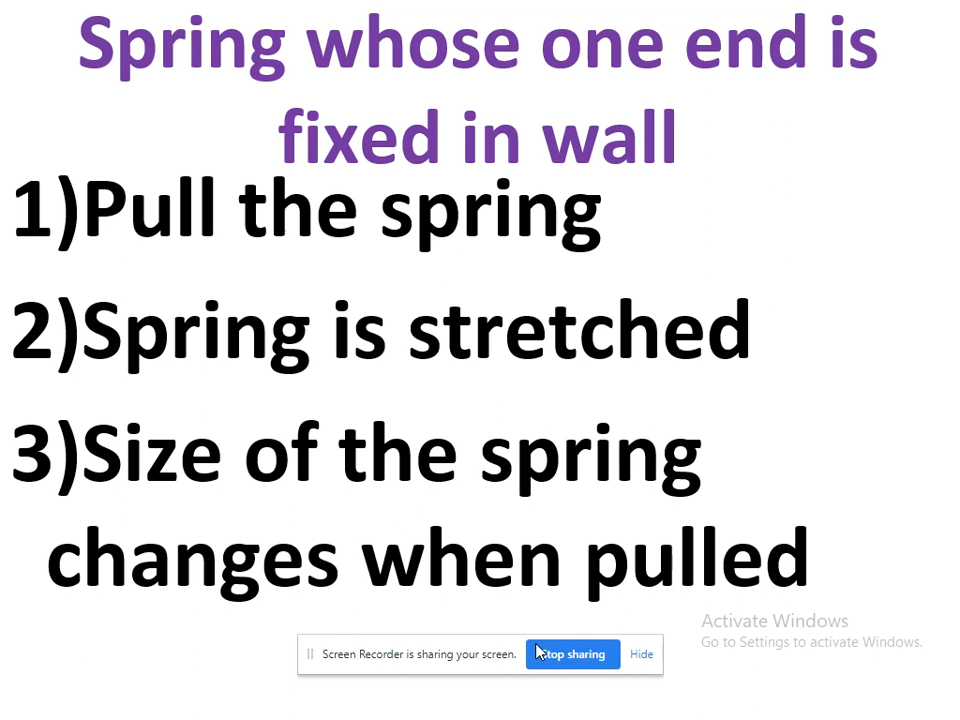 Spring whose one end is
fixed in wall
1)Pull the spring
2)Spring is stretched
3)Size of the spring
changes when pulled
Activate Windows
Go to Settings to activate Windows.
Screen Recorder is sharing your screen. Stop sharing Hide